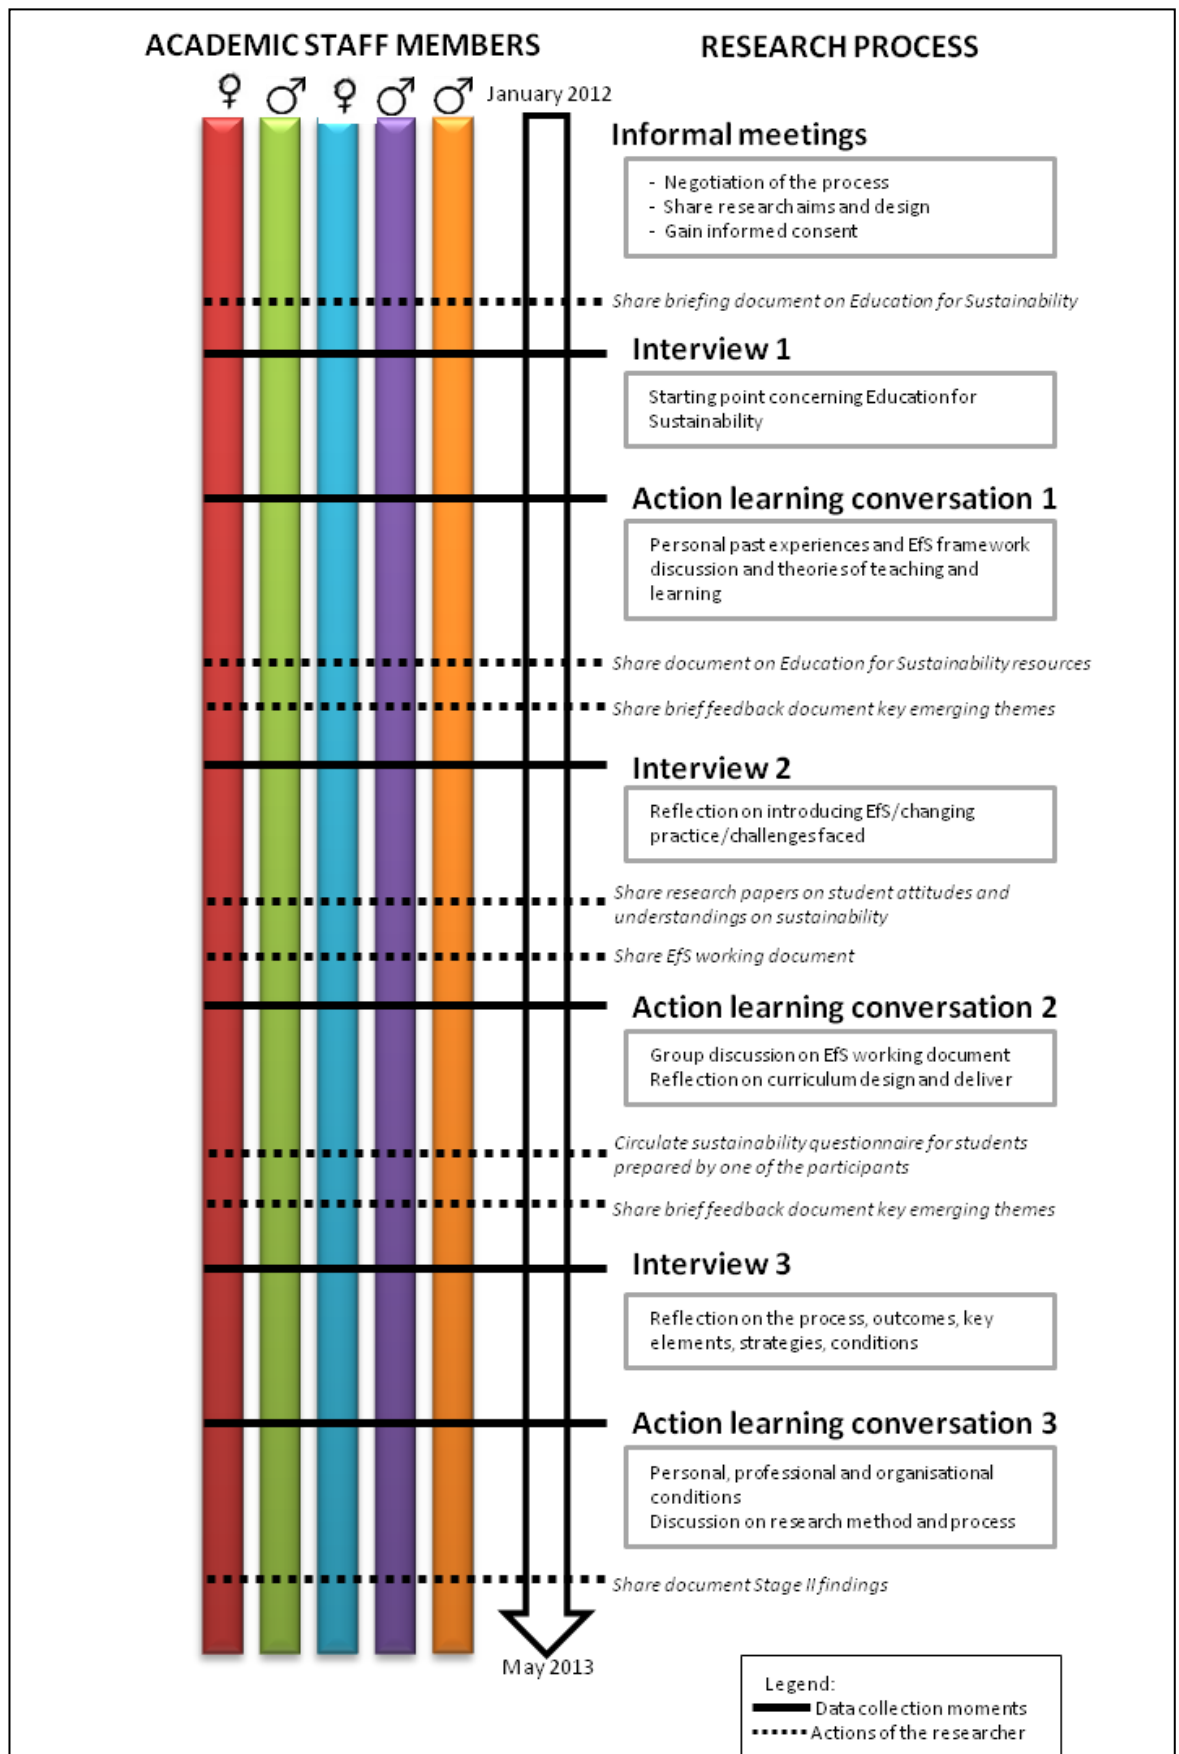 ACADEMIC STAFF MEMBERS
RESEARCH PROCESS
♀ ♂ ♀ ♂ ♂
January 2012
Informal meetings
- Negotiation of the process
- Share research aims and design
- Gain informed consent
Share briefing document on Education for Sustainability
Interview 1
Starting point concerning Education for
Sustainability
Action learning conversation 1
Personal past experiences and EfS framework
discussion and theories of teaching and
learning
Share document on Education for Sustainability resources
Share brief feedback document key emerging themes
Interview 2
Reflection on introducing EfS/changing
practice/challenges faced
Share research papers on student attitudes and
understandings on sustainability
Share EfS working document
Action learning conversation 2
Group discussion on EfS working document
Reflection on curriculum design and deliver
Circulate sustainability questionnaire for students
prepared by one of the participants
Share brief feedback document key emerging themes
Interview 3
Reflection on the process, outcomes, key
elements, strategies, conditions
Action learning conversation 3
Personal, professional and organisational
conditions
Discussion on research method and process
Share document Stage II findings
May 2013
Legend:
Data collection moments
Actions of the researcher